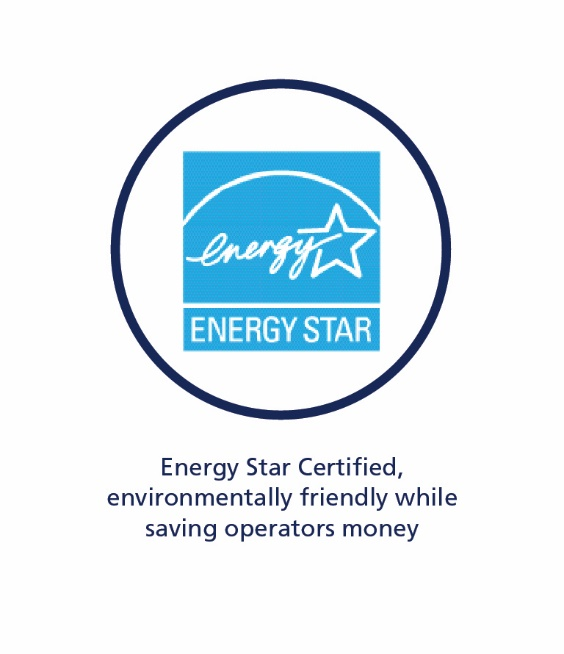 energy
ENERGY STAR
Energy Star Certified,
environmentally friendly while
saving operators money